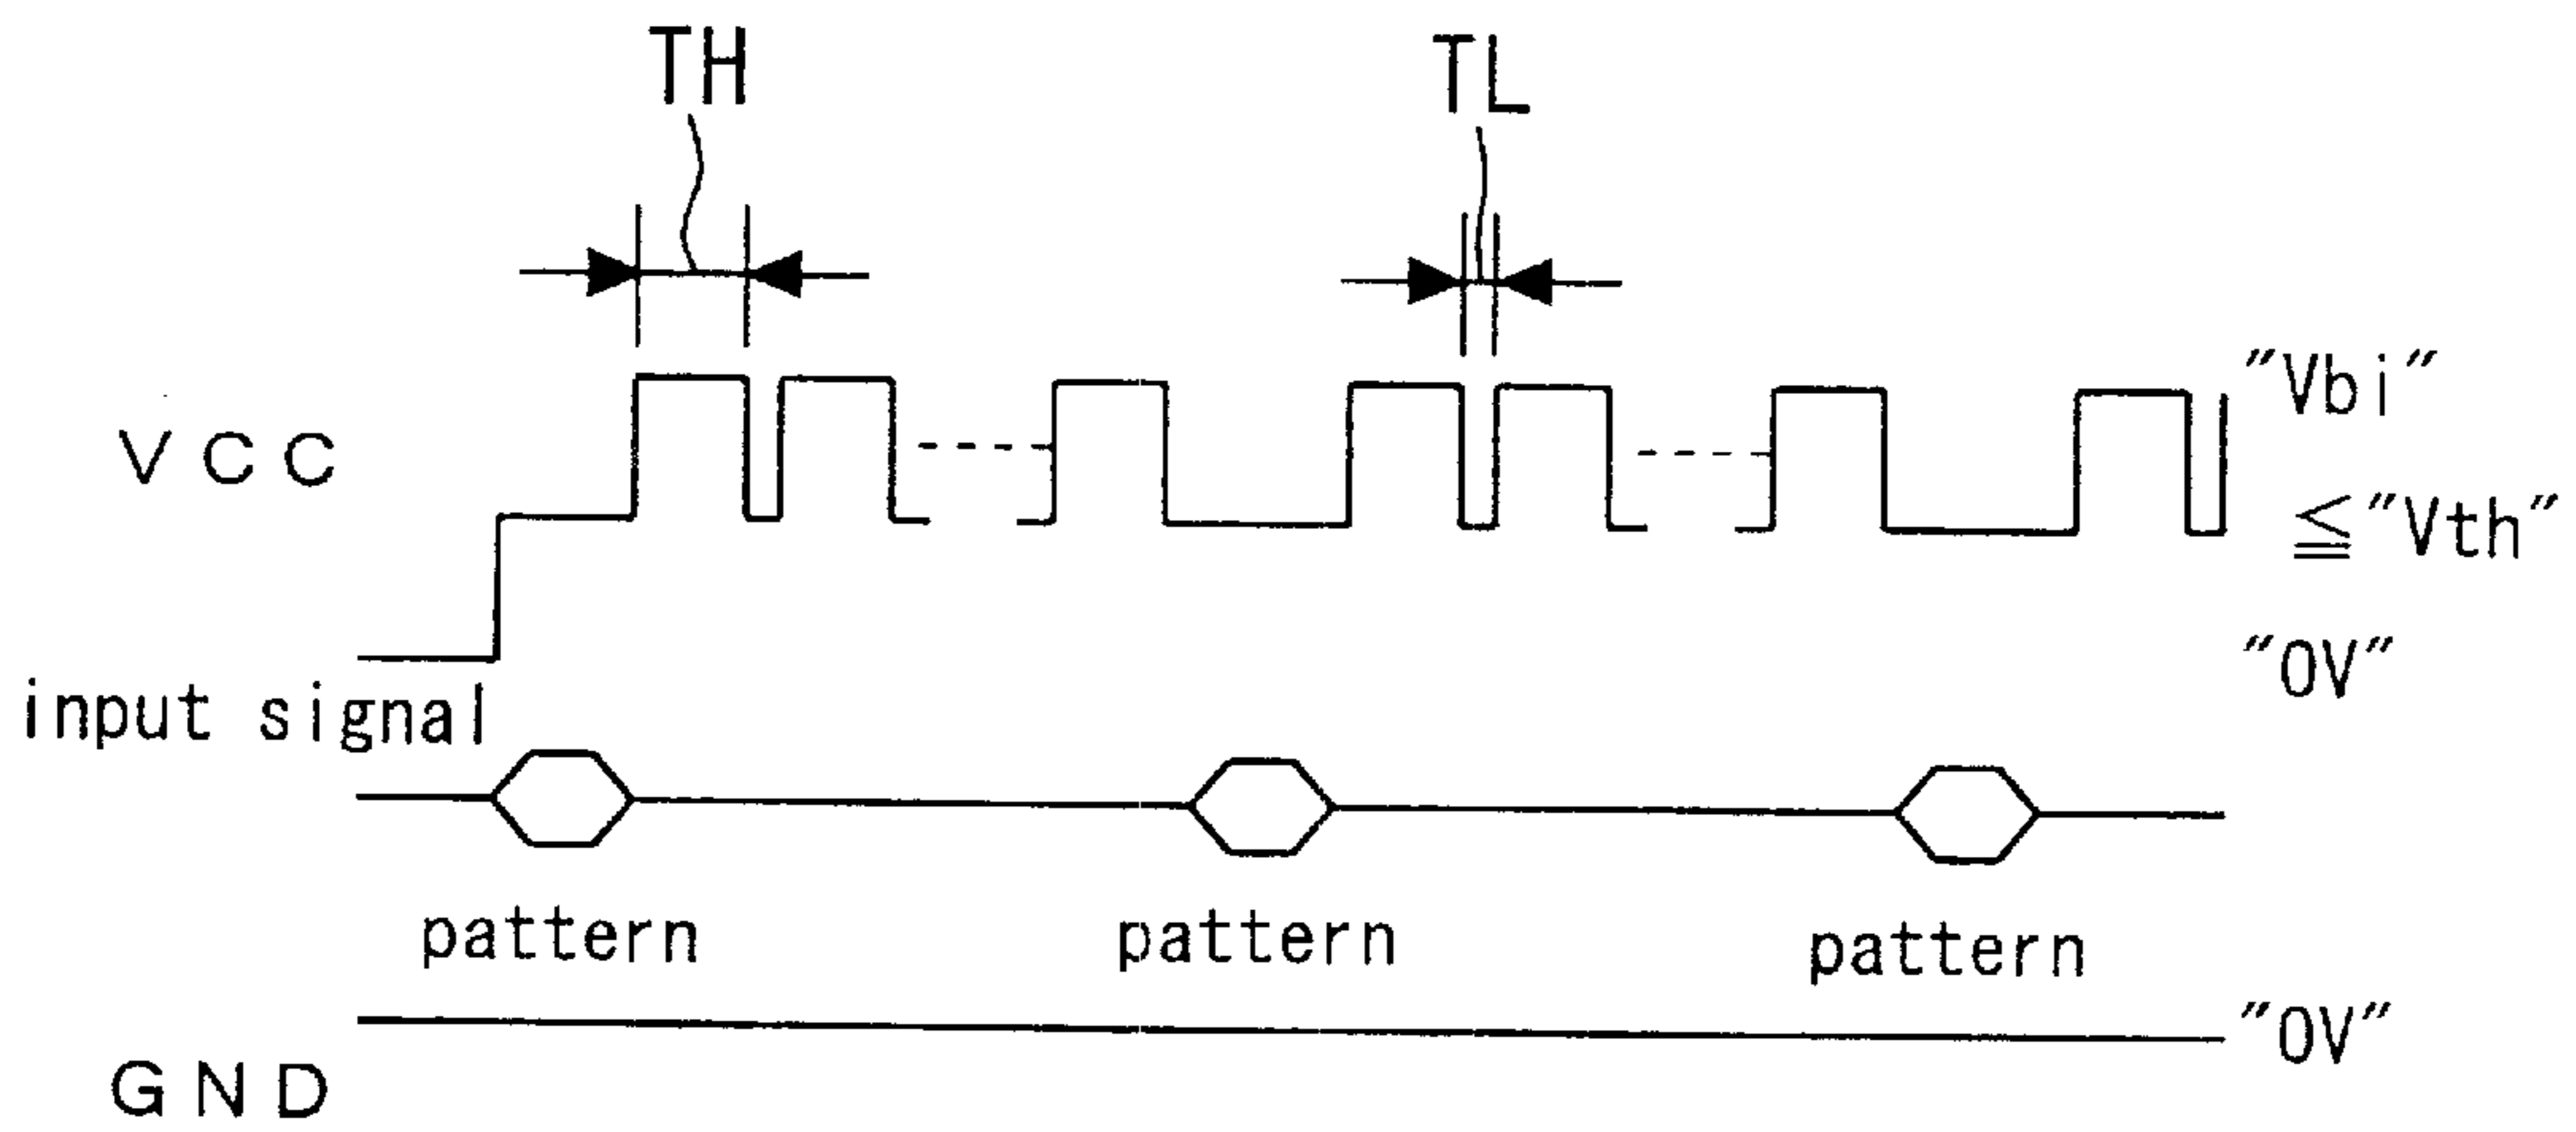 TH TL
"Vbi"
VCC
≦"Vth"
"0V"
input signal
pattern pattern pattern
"0V"
GND